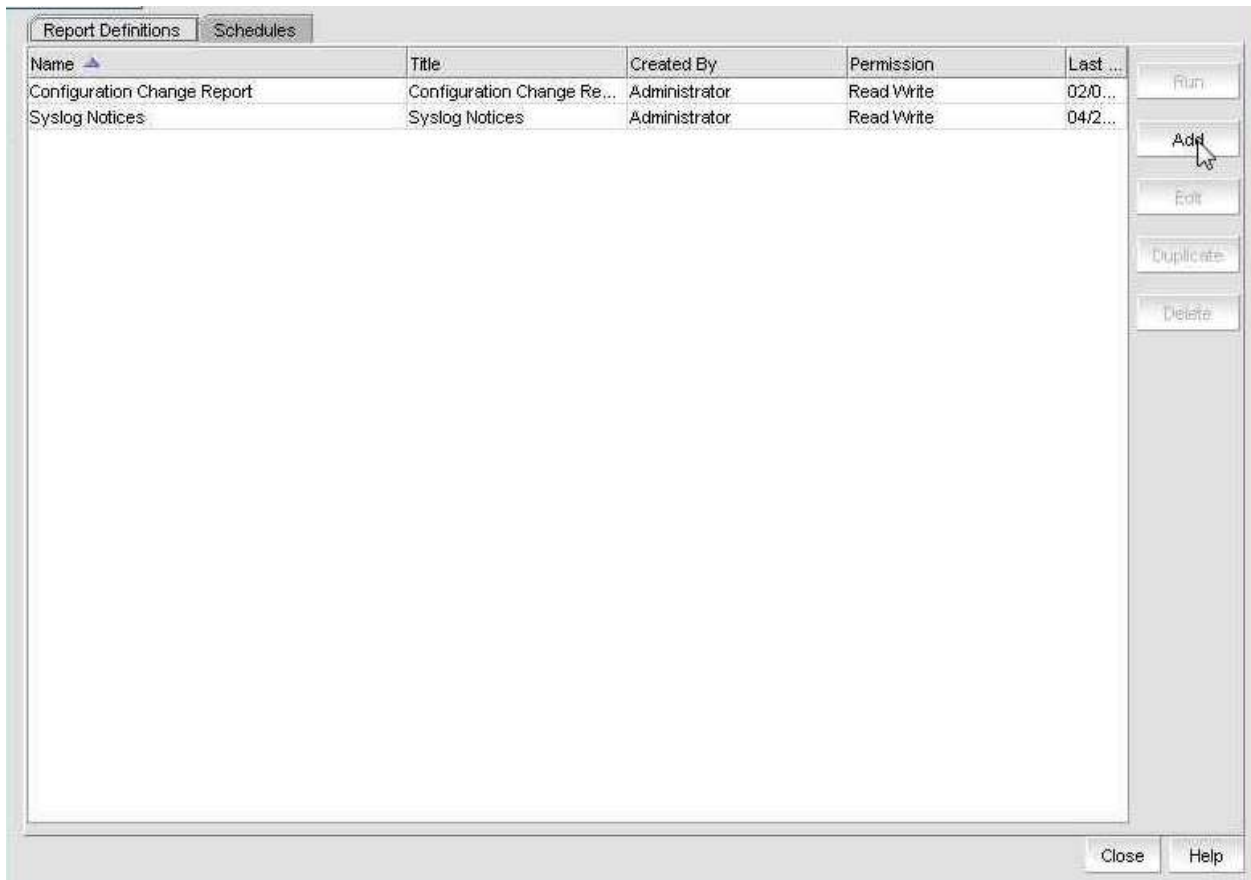 Report Definitions Schedules
Name Title Created By Permission Last ...
Configuration Change Report Configuration Change Re... Administrator Read Write 02/0...
Syslog Notices Syslog Notices Administrator Read Write 04/2...
Run
Add
Edit
Duplicate
Delete
Close Help